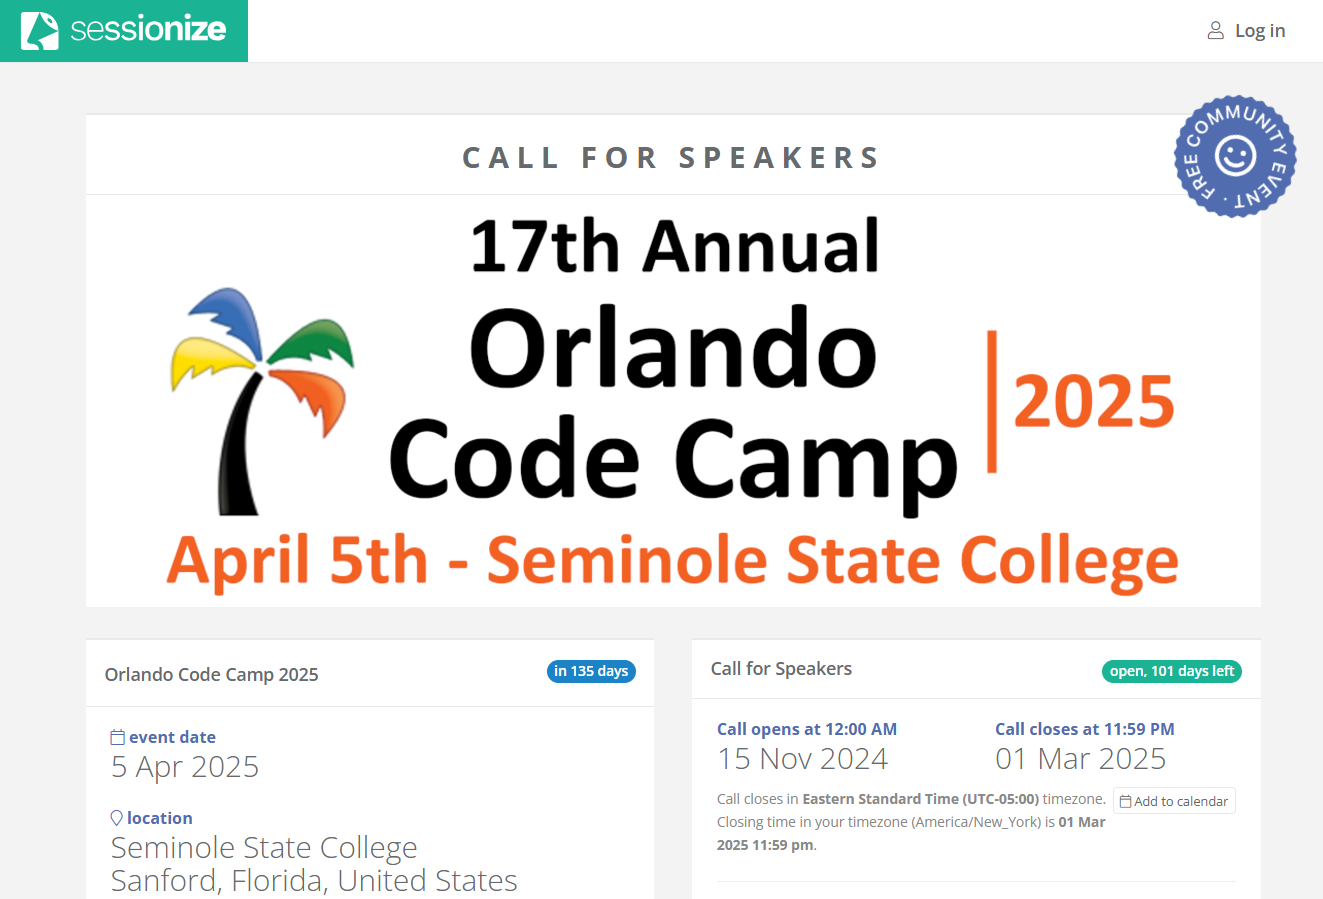 sessionize
Log in
CALL FOR SPEAKERS
FREE COMMUNITY EVENT ·
17th Annual
Orlando
Code Camp
2025
April 5th - Seminole State College
Orlando Code Camp 2025
in 135 days
event date
5 Apr 2025
location
Seminole State College
Sanford, Florida, United States
Call for Speakers
open, 101 days left
Call opens at 12:00 AM
15 Nov 2024
Call closes at 11:59 PM
01 Mar 2025
Call closes in Eastern Standard Time (UTC-05:00) timezone.
Closing time in your timezone (America/New_York) is 01 Mar
2025 11:59 pm.
Add to calendar